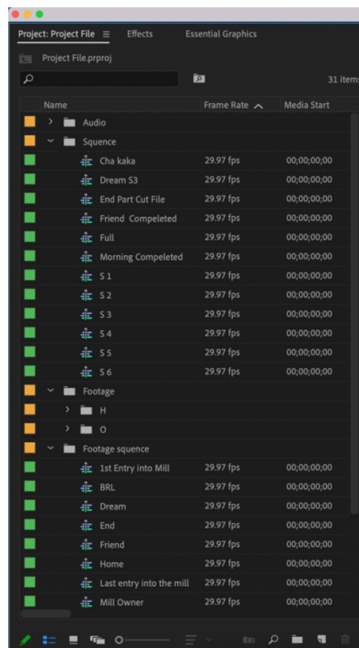 Project: Project File Effects Essential Graphics
Project File.prproj
31 items
Name Frame Rate Media Start
Audio
Squence
Cha kaka 29.97 fps 00;00;00;00
Dream S3 29.97 fps 00;00;00;00
End Part Cut File 29.97 fps 00;00;00;00
Friend Compeleted 29.97 fps 00;00;00;00
Full 29.97 fps 00;00;00;00
Morning Compeleted 29.97 fps 00;00;00;00
S 1 29.97 fps 00;00;00;00
S 2 29.97 fps 00;00;00;00
S 3 29.97 fps 00;00;00;00
S 4 29.97 fps 00;00;00;00
S 5 29.97 fps 00;00;00;00
S 6 29.97 fps 00;00;00;00
Footage
H
O
Footage squence
1st Entry into Mill 29.97 fps 00;00;00;00
BRL 29.97 fps 00;00;00;00
Dream 29.97 fps 00;00;00;00
End 29.97 fps 00;00;00;00
Friend 29.97 fps 00;00;00;00
Home 29.97 fps 00;00;00;00
Last entry into the mill 29.97 fps 00;00;00;00
Mill Owner 29.97 fps 00;00;00;00